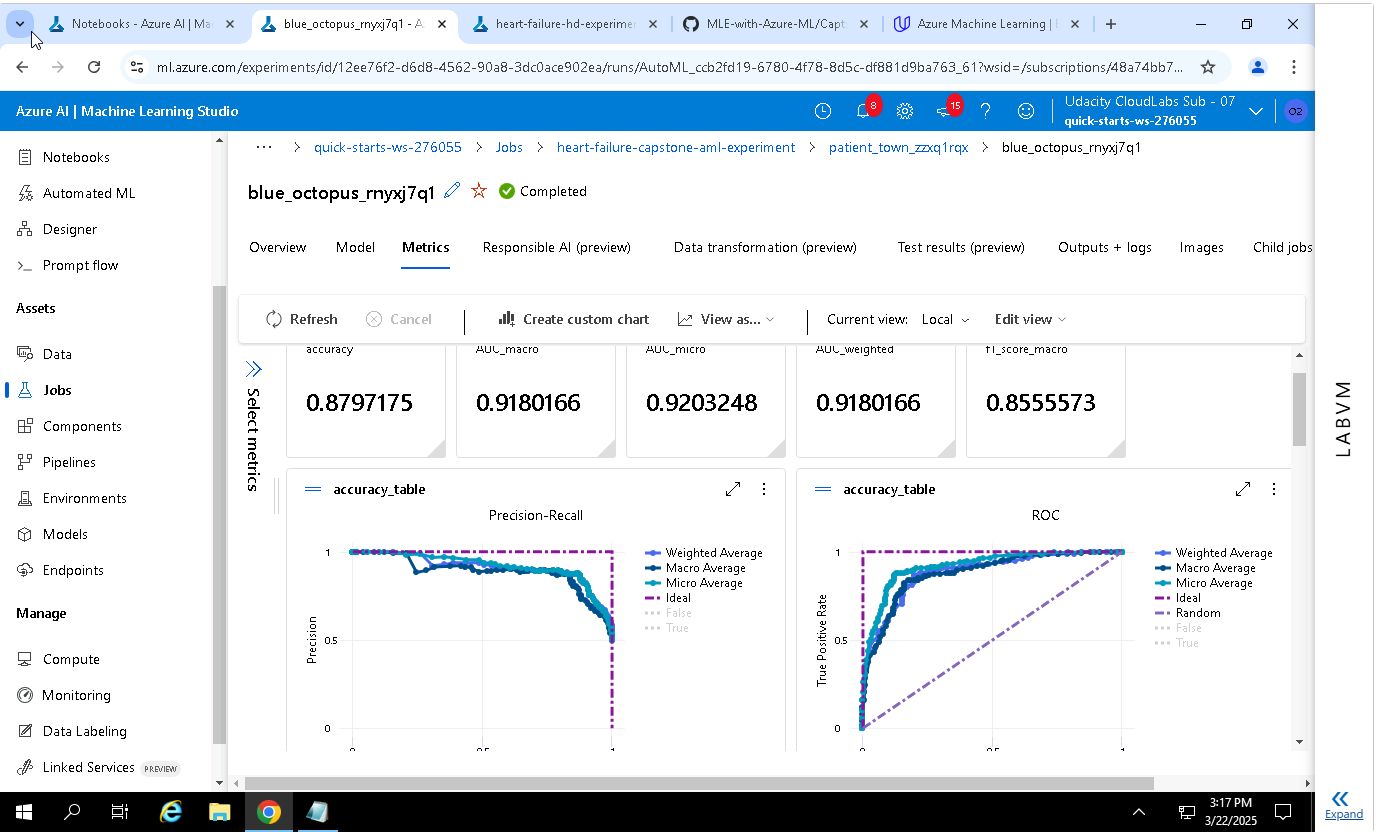 Notebooks - Azure AI | Ma
blue_octopus_rnyxj7q1 - A
heart-failure-hd-experimen
MLE-with-Azure-ML/Capt
Azure Machine Learning |
ml.azure.com/experiments/id/12ee76f2-d6d8-4562-90a8-3dc0ace902ea/runs/AutoML_ccb2fd19-6780-4f78-8d5c-df881d9ba763_61?wsid=/subscriptions/48a74bb7...
Azure AI | Machine Learning Studio
8
15
?
Udacity CloudLabs Sub - 07
quick-starts-ws-276055
O2
Notebooks
Automated ML
Designer
Prompt flow
Assets
Data
Jobs
Components
Pipelines
Environments
Models
Endpoints
Manage
Compute
Monitoring
Data Labeling
Linked Services PREVIEW
... > quick-starts-ws-276055 > Jobs > heart-failure-capstone-aml-experiment > patient_town_zzxq1rqx > blue_octopus_rnyxj7q1
blue_octopus_rnyxj7q1 Completed
Overview Model Metrics Responsible AI (preview) Data transformation (preview) Test results (preview) Outputs + logs Images Child jobs
Refresh Cancel Create custom chart View as... Current view: Local Edit view
Select metrics
accuracy AUC_macro AUC_micro AUC_weighted f1_score_macro
0.8797175 0.9180166 0.9203248 0.9180166 0.8555573
accuracy_table
Precision-Recall
Precision
1
0.5
0
0 0.5 1
Weighted Average
Macro Average
Micro Average
Ideal
False
True
accuracy_table
ROC
True Positive Rate
1
0.5
0
0 0.5 1
Weighted Average
Macro Average
Micro Average
Ideal
Random
False
True
LABVM
Expand
3:17 PM
3/22/2025